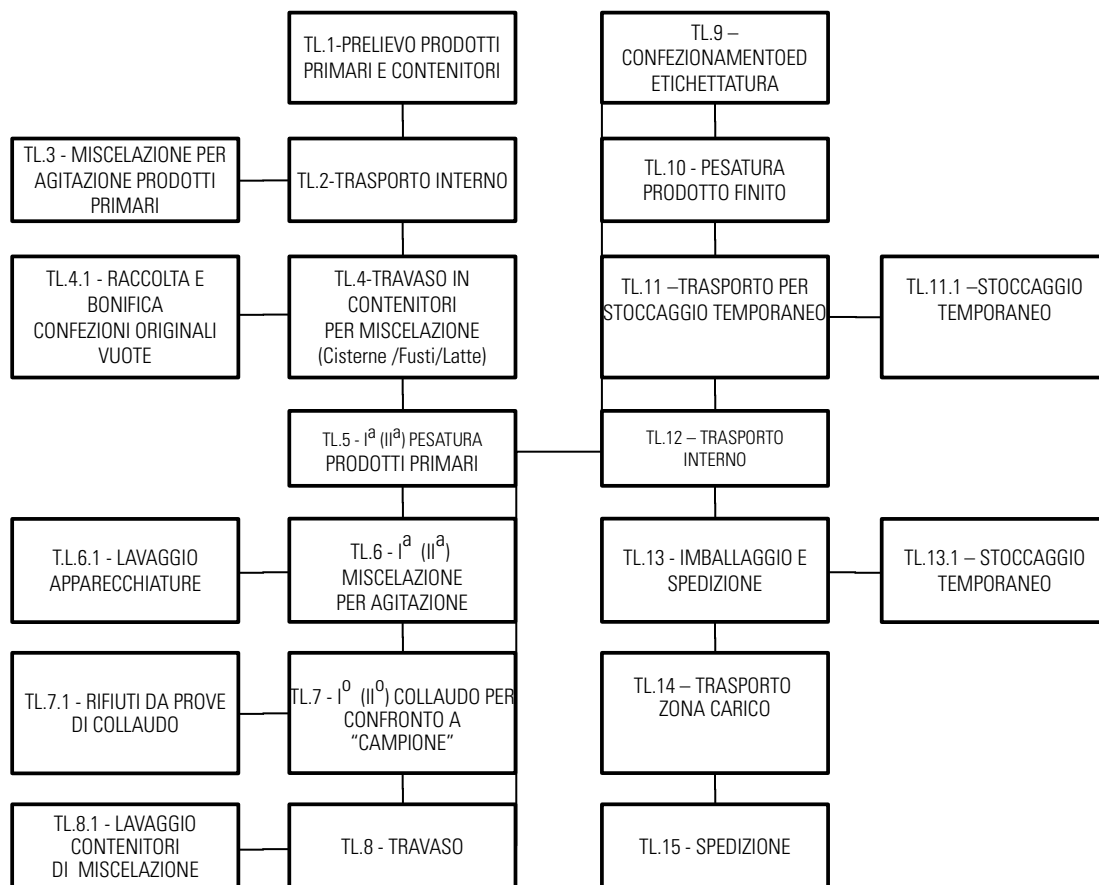 TL.1-PRELIEVO PRODOTTI
PRIMARI E CONTENITORI
TL.3 - MISCELAZIONE PER
AGITAZIONE PRODOTTI
PRIMARI
TL.2-TRASPORTO INTERNO
TL.4.1 - RACCOLTA E
BONIFICA
CONFEZIONI ORIGINALI
VUOTE
TL.4-TRAVASO IN
CONTENITORI
PER MISCELAZIONE
(Cisterne /Fusti/Latte)
TL.5 - Iª (IIª) PESATURA
PRODOTTI PRIMARI
T.L.6.1 - LAVAGGIO
APPARECCHIATURE
TL.6 - Iª (IIª)
MISCELAZIONE
PER AGITAZIONE
TL.7.1 - RIFIUTI DA PROVE
DI COLLAUDO
TL.7 - Iº (IIº) COLLAUDO PER
CONFRONTO A
“CAMPIONE”
TL.8.1 - LAVAGGIO
CONTENITORI
DI MISCELAZIONE
TL.8 - TRAVASO
TL.9 –
CONFEZIONAMENTOED
ETICHETTATURA
TL.10 - PESATURA
PRODOTTO FINITO
TL.11 –TRASPORTO PER
STOCCAGGIO TEMPORANEO
TL.11.1 –STOCCAGGIO
TEMPORANEO
TL.12 – TRASPORTO
INTERNO
TL.13 - IMBALLAGGIO E
SPEDIZIONE
TL.13.1 – STOCCAGGIO
TEMPORANEO
TL.14 – TRASPORTO
ZONA CARICO
TL.15 - SPEDIZIONE